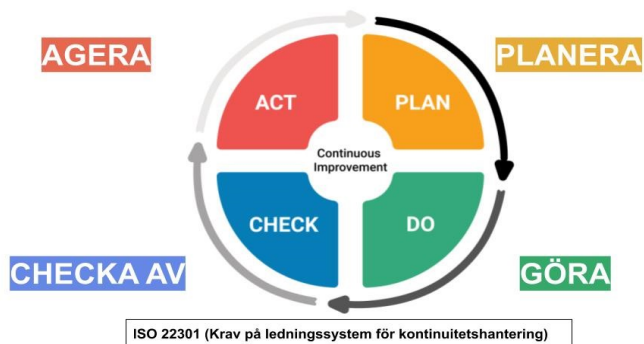 AGERA
PLANERA
ACT
PLAN
Continuous
Improvement
CHECK
DO
CHECKA AV
GÖRA
ISO 22301 (Krav på ledningssystem för kontinuitetshantering)